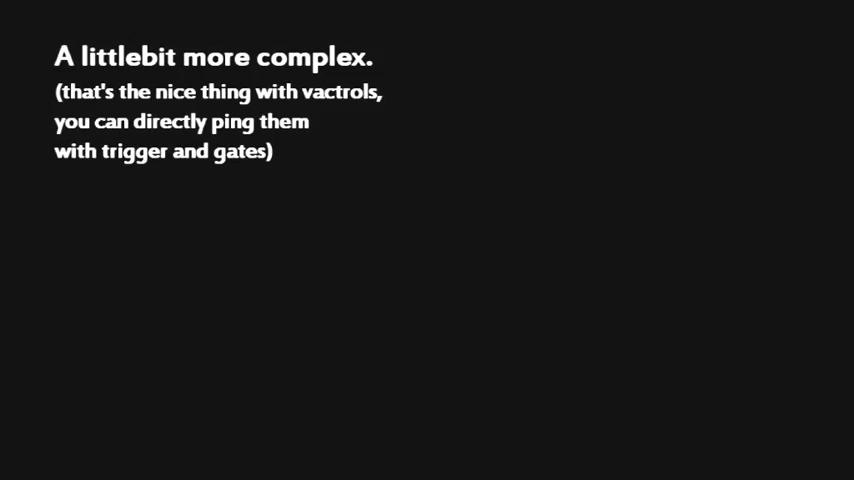 A littlebit more complex.
(that's the nice thing with vactrols,
you can directly ping them
with trigger and gates)